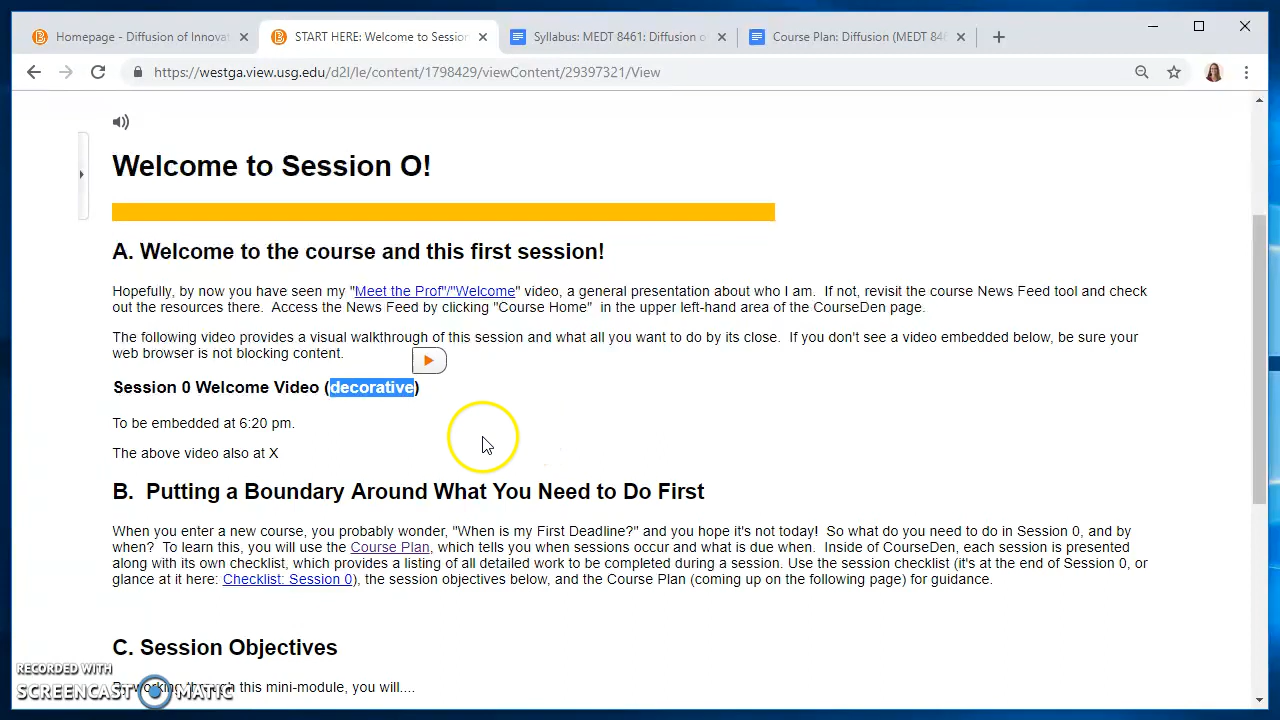 Homepage - Diffusion of Innovat
START HERE: Welcome to Session
Syllabus: MEDT 8461: Diffusion o
Course Plan: Diffusion (MEDT 846
https://westga.view.usg.edu/d2l/le/content/1798429/viewContent/29397321/View
Welcome to Session O!
A. Welcome to the course and this first session!
Hopefully, by now you have seen my "Meet the Prof"/"Welcome" video, a general presentation about who I am.  If not, revisit the course News Feed tool and check
out the resources there.  Access the News Feed by clicking "Course Home"  in the upper left-hand area of the CourseDen page.
The following video provides a visual walkthrough of this session and what all you want to do by its close.  If you don't see a video embedded below, be sure your
web browser is not blocking content.
Session 0 Welcome Video (decorative)
To be embedded at 6:20 pm.
The above video also at X
B.  Putting a Boundary Around What You Need to Do First
When you enter a new course, you probably wonder, "When is my First Deadline?" and you hope it's not today!  So what do you need to do in Session 0, and by
when?  To learn this, you will use the Course Plan, which tells you when sessions occur and what is due when.  Inside of CourseDen, each session is presented
along with its own checklist, which provides a listing of all detailed work to be completed during a session. Use the session checklist (it's at the end of Session 0, or
glance at it here: Checklist: Session 0), the session objectives below, and the Course Plan (coming up on the following page) for guidance.
C. Session Objectives
By working through this mini-module, you will....
RECORDED WITH
SCREENCAST MATIC